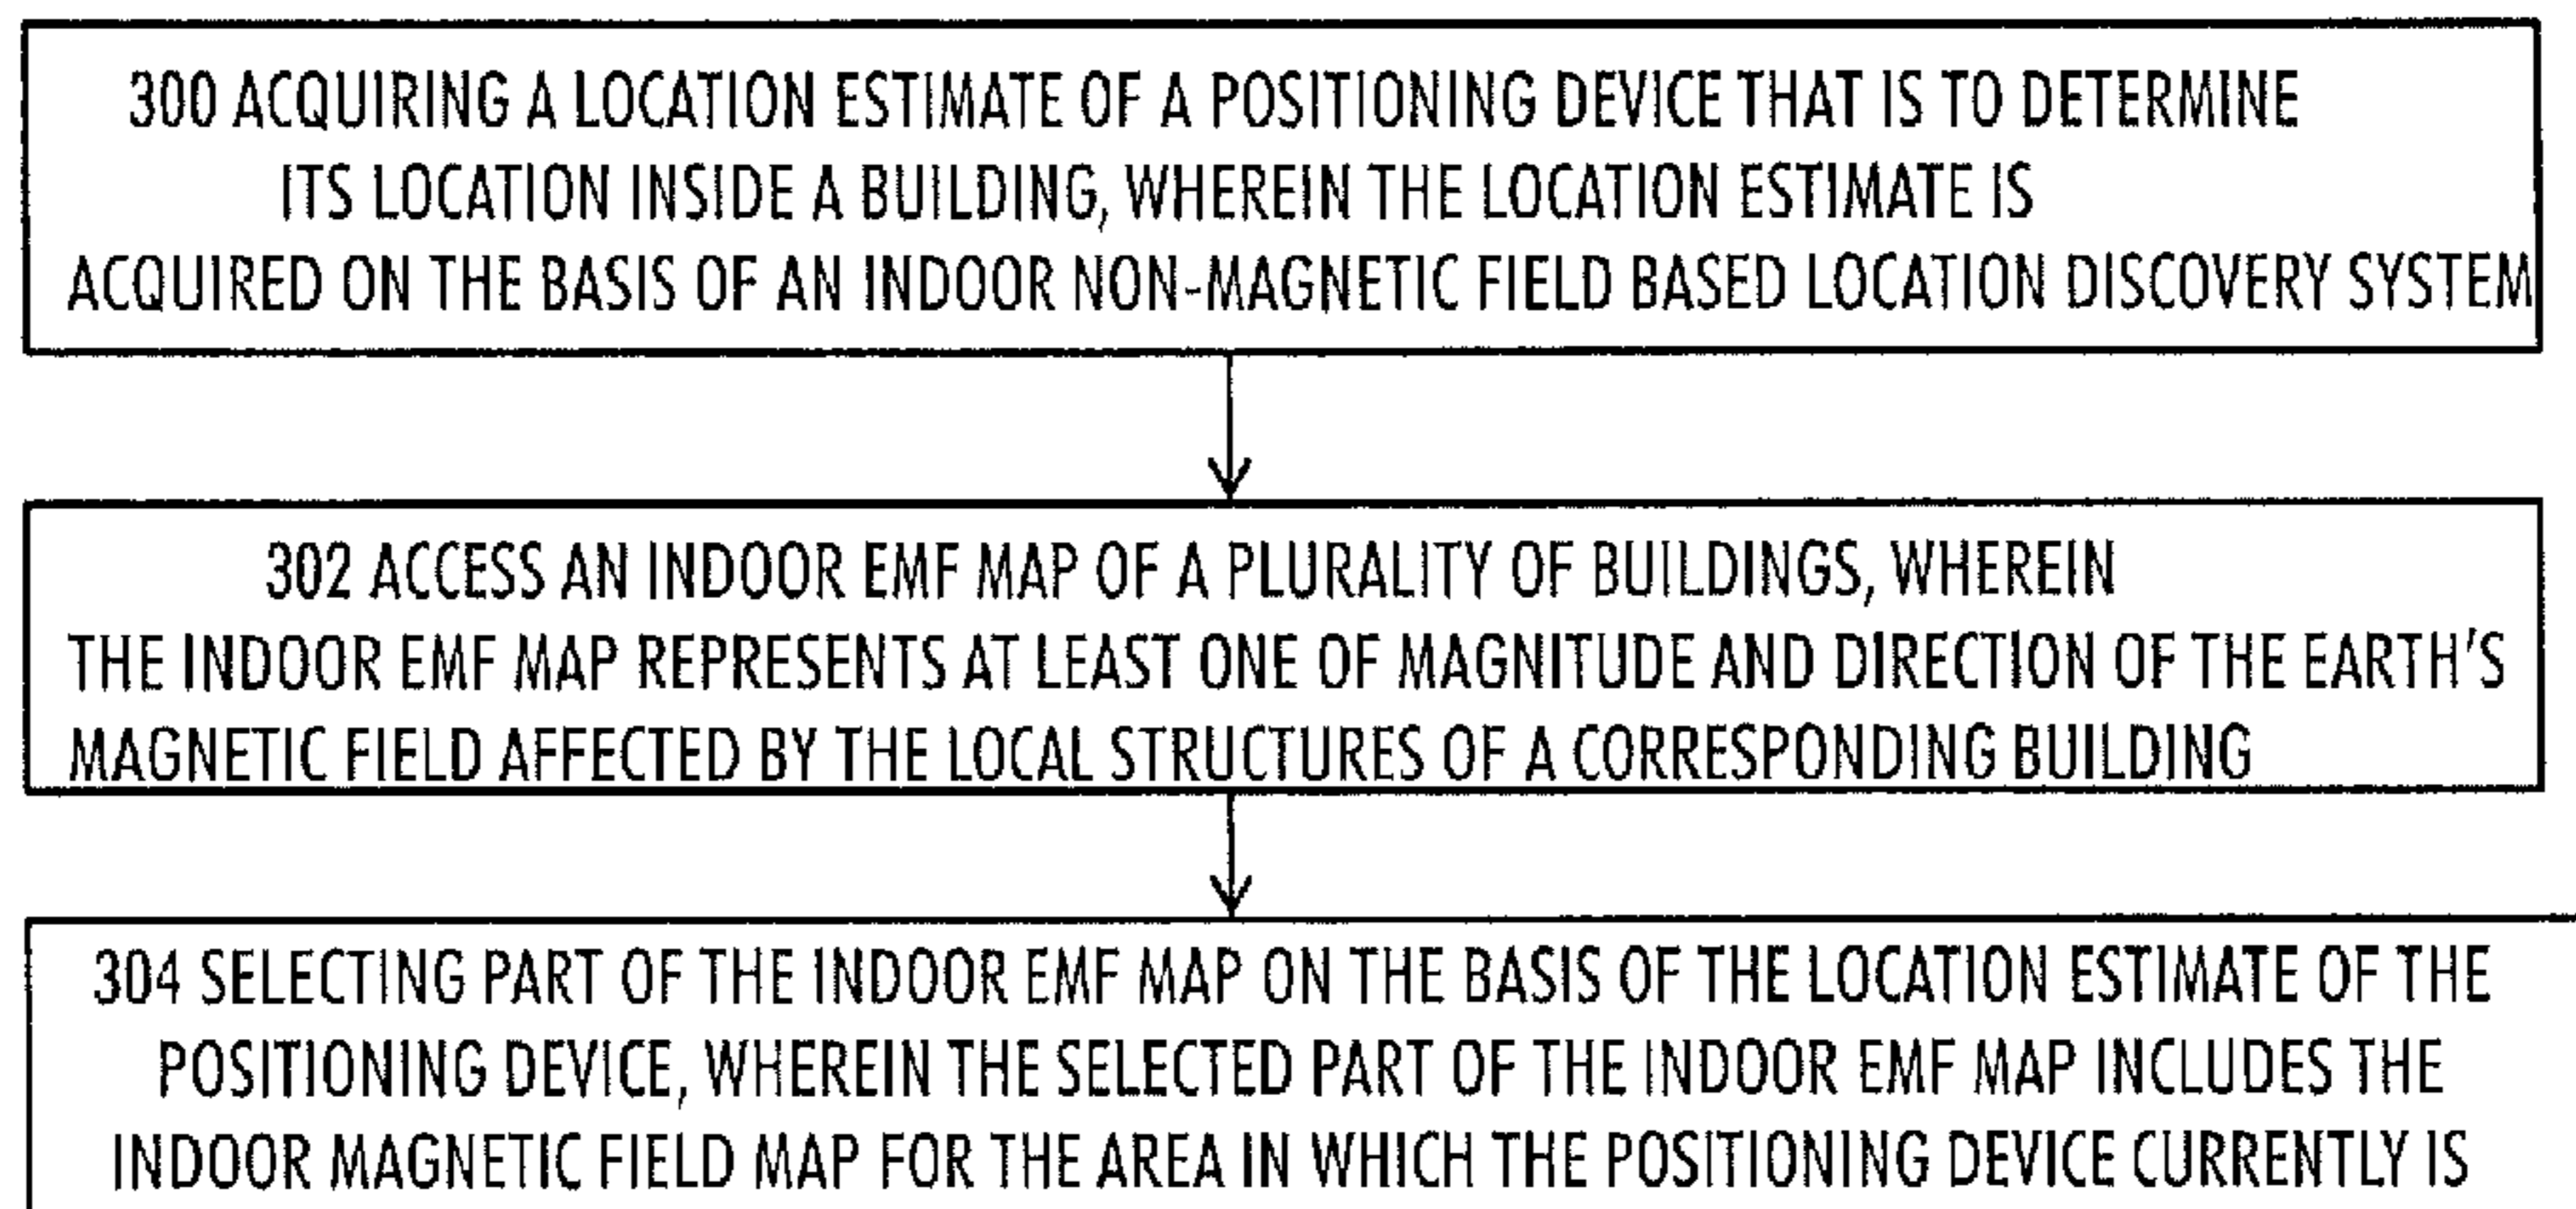 300 ACQUIRING A LOCATION ESTIMATE OF A POSITIONING DEVICE THAT IS TO DETERMINE
ITS LOCATION INSIDE A BUILDING, WHEREIN THE LOCATION ESTIMATE IS
ACQUIRED ON THE BASIS OF AN INDOOR NON-MAGNETIC FIELD BASED LOCATION DISCOVERY SYSTEM
302 ACCESS AN INDOOR EMF MAP OF A PLURALITY OF BUILDINGS, WHEREIN
THE INDOOR EMF MAP REPRESENTS AT LEAST ONE OF MAGNITUDE AND DIRECTION OF THE EARTH'S
MAGNETIC FIELD AFFECTED BY THE LOCAL STRUCTURES OF A CORRESPONDING BUILDING
304 SELECTING PART OF THE INDOOR EMF MAP ON THE BASIS OF THE LOCATION ESTIMATE OF THE
POSITIONING DEVICE, WHEREIN THE SELECTED PART OF THE INDOOR EMF MAP INCLUDES THE
INDOOR MAGNETIC FIELD MAP FOR THE AREA IN WHICH THE POSITIONING DEVICE CURRENTLY IS